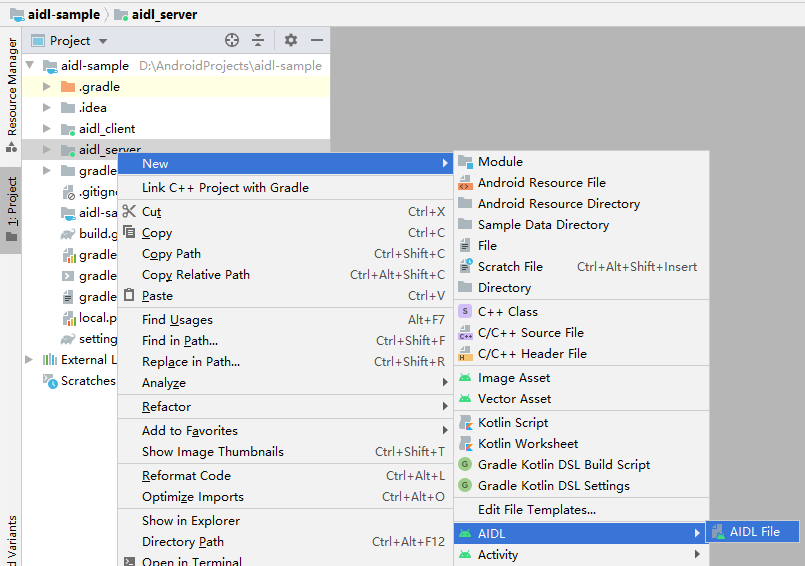 aidl-sample aidl_server
Resource Manager
1: Project
Project
aidl-sample D:\AndroidProjects\aidl-sample
.gradle
.idea
aidl_client
aidl_server
gradle
.gitign
aidl-sa
build.g
gradle
gradle
gradle
local.p
setting
External L
Scratches
New
Link C++ Project with Gradle
Cut Ctrl+X
Copy Ctrl+C
Copy Path Ctrl+Shift+C
Copy Relative Path Ctrl+Alt+Shift+C
Paste Ctrl+V
Find Usages Alt+F7
Find in Path... Ctrl+Shift+F
Replace in Path... Ctrl+Shift+R
Analyze
Refactor
Add to Favorites
Show Image Thumbnails Ctrl+Shift+T
Reformat Code Ctrl+Alt+L
Optimize Imports Ctrl+Alt+O
Show in Explorer
Directory Path Ctrl+Alt+F12
Open in Terminal
Module
Android Resource File
Android Resource Directory
Sample Data Directory
File
Scratch File Ctrl+Alt+Shift+Insert
Directory
C++ Class
C/C++ Source File
C/C++ Header File
Image Asset
Vector Asset
Kotlin Script
Kotlin Worksheet
Gradle Kotlin DSL Build Script
Gradle Kotlin DSL Settings
Edit File Templates...
AIDL
Activity
AIDL File
d Variants